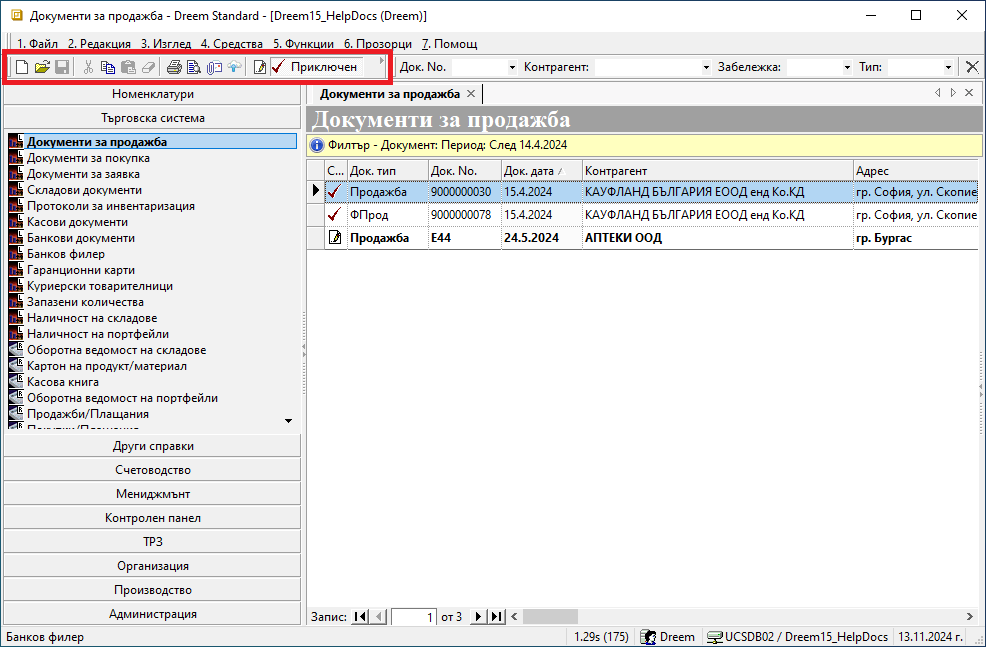 Документи за продажба - Dreem Standard - [Dreem15_HelpDocs (Dreem)]
1. Файл 2. Редакция 3. Изглед 4. Средства 5. Функции 6. Прозорци 7. Помощ
Приключен Док. No. Контрагент: Забележка: Тип:
Номенклатури
Търговска система
Документи за продажба
Документи за покупка
Документи за заявка
Складови документи
Протоколи за инвентаризация
Касови документи
Банкови документи
Банков филер
Гаранционни карти
Куриерски товарителници
Запазени количества
Наличност на складове
Наличност на портфейли
Оборотна ведомост на складове
Картон на продукт/материал
Касова книга
Оборотна ведомост на портфейли
Продажби/Плащания
Покупки/Плащания
Други справки
Счетоводство
Мениджмънт
Контролен панел
ТРЗ
Организация
Производство
Администрация
Документи за продажба
Документи за продажба
Филтър - Документ: Период: След 14.4.2024
С... Док. тип Док. No. Док. дата Контрагент Адрес
Продажба 9000000030 15.4.2024 КАУФЛАНД БЪЛГАРИЯ ЕООД енд Ко.КД гр. София, ул. Скопие
ФПрод 9000000078 15.4.2024 КАУФЛАНД БЪЛГАРИЯ ЕООД енд Ко.КД гр. София, ул. Скопие
Продажба E44 24.5.2024 АПТЕКИ ООД гр. Бургас
Запис: 1 от 3
Банков филер 1.29s (175) Dreem UCSDB02 / Dreem15_HelpDocs 13.11.2024 г.